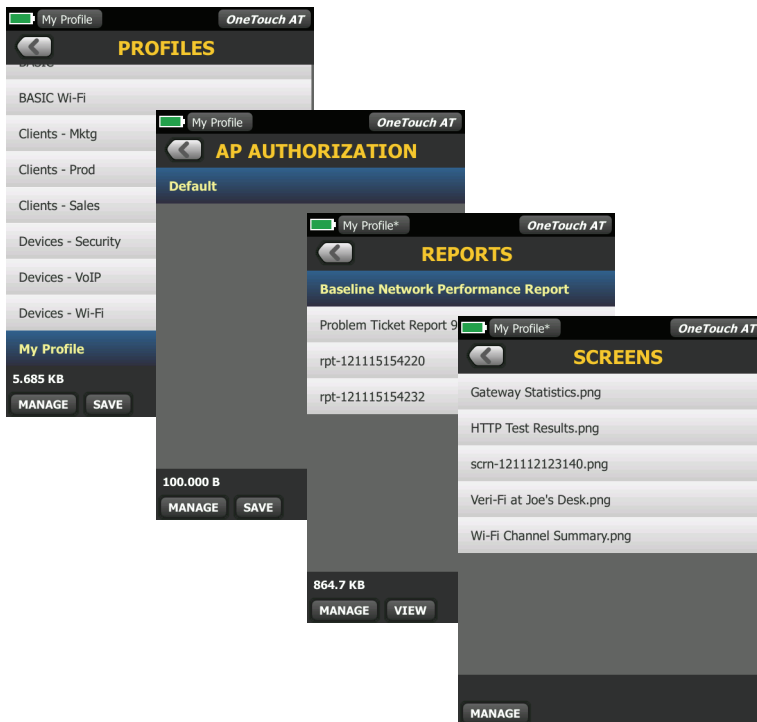 My Profile
OneTouch AT
PROFILES
BASIC Wi-Fi
Clients - Mktg
Clients - Prod
Clients - Sales
Devices - Security
Devices - VoIP
Devices - Wi-Fi
My Profile
5.685 KB
MANAGE SAVE
My Profile
OneTouch AT
AP AUTHORIZATION
Default
100.000 B
MANAGE SAVE
My Profile*
OneTouch AT
REPORTS
Baseline Network Performance Report
Problem Ticket Report 9
rpt-121115154220
rpt-121115154232
864.7 KB
MANAGE VIEW
My Profile*
OneTouch AT
SCREENS
Gateway Statistics.png
HTTP Test Results.png
scrn-121112123140.png
Veri-Fi at Joe's Desk.png
Wi-Fi Channel Summary.png
MANAGE